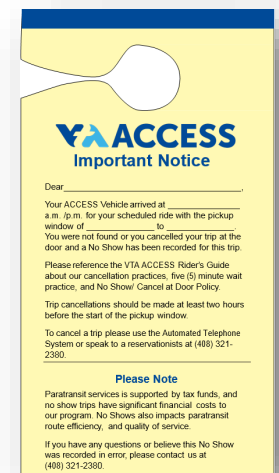 VTA ACCESS
Important Notice
Dear____________________________,
Your ACCESS Vehicle arrived at ___________
a.m. /p.m. for your scheduled ride with the pickup
window of ___________ to ___________.
You were not found or you cancelled your trip at the
door and a No Show has been recorded for this trip.
Please reference the VTA ACCESS Rider's Guide
about our cancellation practices, five (5) minute wait
practice, and No Show/ Cancel at Door Policy.
Trip cancellations should be made at least two hours
before the start of the pickup window.
To cancel a trip please use the Automated Telephone
System or speak to a reservationists at (408) 321-
2380.
Please Note
Paratransit services is supported by tax funds, and
no show trips have significant financial costs to
our program. No Shows also impacts paratransit
route efficiency, and quality of service.
If you have any questions or believe this No Show
was recorded in error, please contact us at
(408) 321-2380.